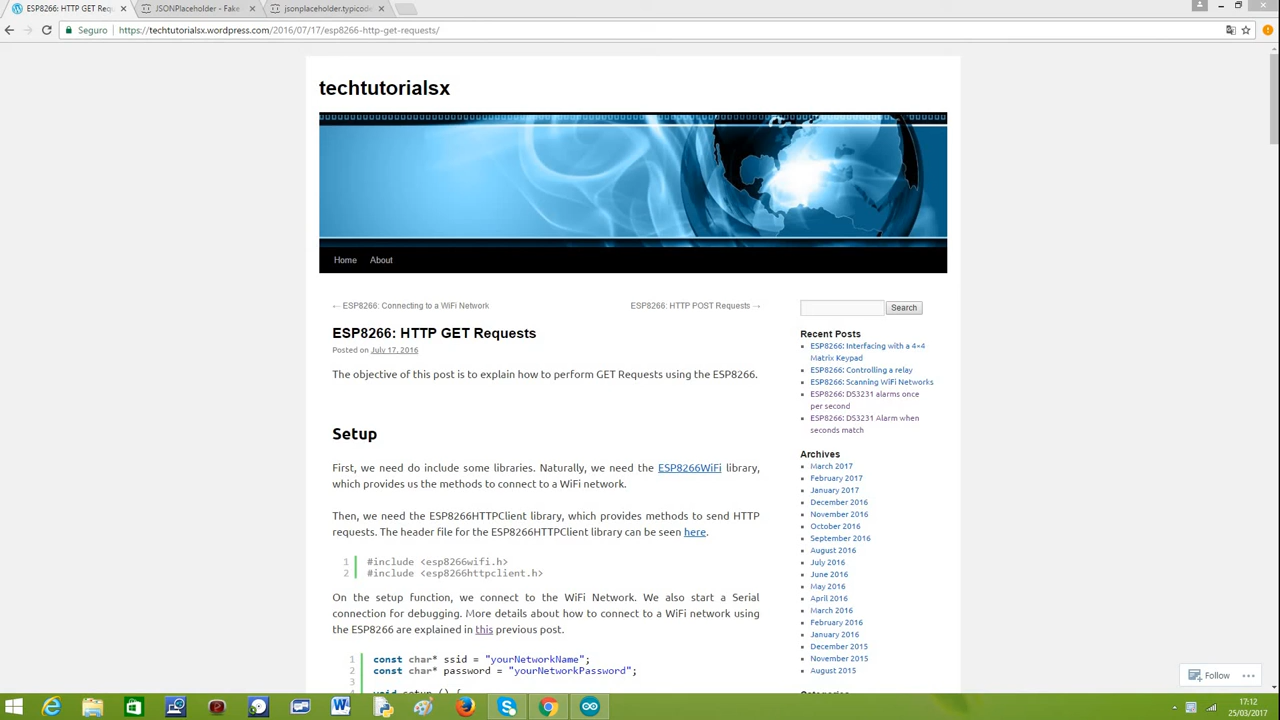 ESP8266: HTTP GET Req
JSONPlaceholder - Fake
jsonplaceholder.typicod
Seguro
https://techtutorialsx.wordpress.com/2016/07/17/esp8266-http-get-requests/
techtutorialsx
Home About
← ESP8266: Connecting to a WiFi Network
ESP8266: HTTP POST Requests →
ESP8266: HTTP GET Requests
Posted on July 17, 2016
The objective of this post is to explain how to perform GET Requests using the ESP8266.
Setup
First, we need do include some libraries. Naturally, we need the ESP8266WiFi library,
which provides us the methods to connect to a WiFi network.
Then, we need the ESP8266HTTPClient library, which provides methods to send HTTP
requests. The header file for the ESP8266HTTPClient library can be seen here.
1 #include <esp8266wifi.h>
2 #include <esp8266httpclient.h>
On the setup function, we connect to the WiFi Network. We also start a Serial
connection for debugging. More details about how to connect to a WiFi network using
the ESP8266 are explained in this previous post.
1 const char* ssid = "yourNetworkName";
2 const char* password = "yourNetworkPassword";
3
void setup () {
Search
Recent Posts
ESP8266: Interfacing with a 4×4
Matrix Keypad
ESP8266: Controlling a relay
ESP8266: Scanning WiFi Networks
ESP8266: DS3231 alarms once
per second
ESP8266: DS3231 Alarm when
seconds match
Archives
March 2017
February 2017
January 2017
December 2016
November 2016
October 2016
September 2016
August 2016
July 2016
June 2016
May 2016
April 2016
March 2016
February 2016
January 2016
December 2015
November 2015
August 2015
Categories
Follow
17:12
25/03/2017